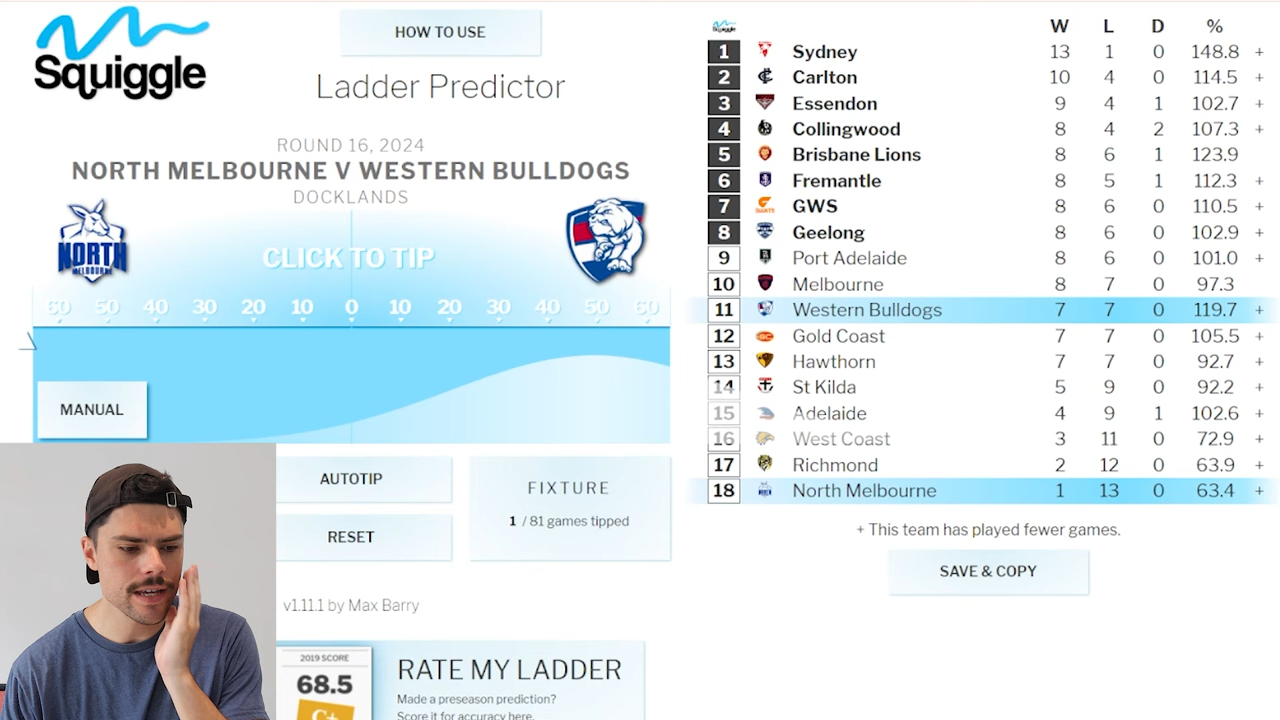 Squiggle
HOW TO USE
Ladder Predictor
ROUND 16, 2024
NORTH MELBOURNE V WESTERN BULLDOGS
DOCKLANDS
NORTH
MELBOURNE
CLICK TO TIP
60 50 40 30 20 10 0 10 20 30 40 50 60
MANUAL
AUTOTIP
RESET
FIXTURE
1 / 81 games tipped
v1.11.1 by Max Barry
2019 SCORE
68.5
C+
RATE MY LADDER
Made a preseason prediction?
Score it for accuracy here.
W L D %
1 Sydney 13 1 0 148.8 +
2 Carlton 10 4 0 114.5 +
3 Essendon 9 4 1 102.7 +
4 Collingwood 8 4 2 107.3 +
5 Brisbane Lions 8 6 1 123.9
6 Fremantle 8 5 1 112.3 +
7 GWS 8 6 0 110.5 +
8 Geelong 8 6 0 102.9 +
9 Port Adelaide 8 6 0 101.0 +
10 Melbourne 8 7 0 97.3
11 Western Bulldogs 7 7 0 119.7 +
12 Gold Coast 7 7 0 105.5 +
13 Hawthorn 7 7 0 92.7 +
14 St Kilda 5 9 0 92.2 +
15 Adelaide 4 9 1 102.6 +
16 West Coast 3 11 0 72.9 +
17 Richmond 2 12 0 63.9 +
18 North Melbourne 1 13 0 63.4 +
+ This team has played fewer games.
SAVE & COPY